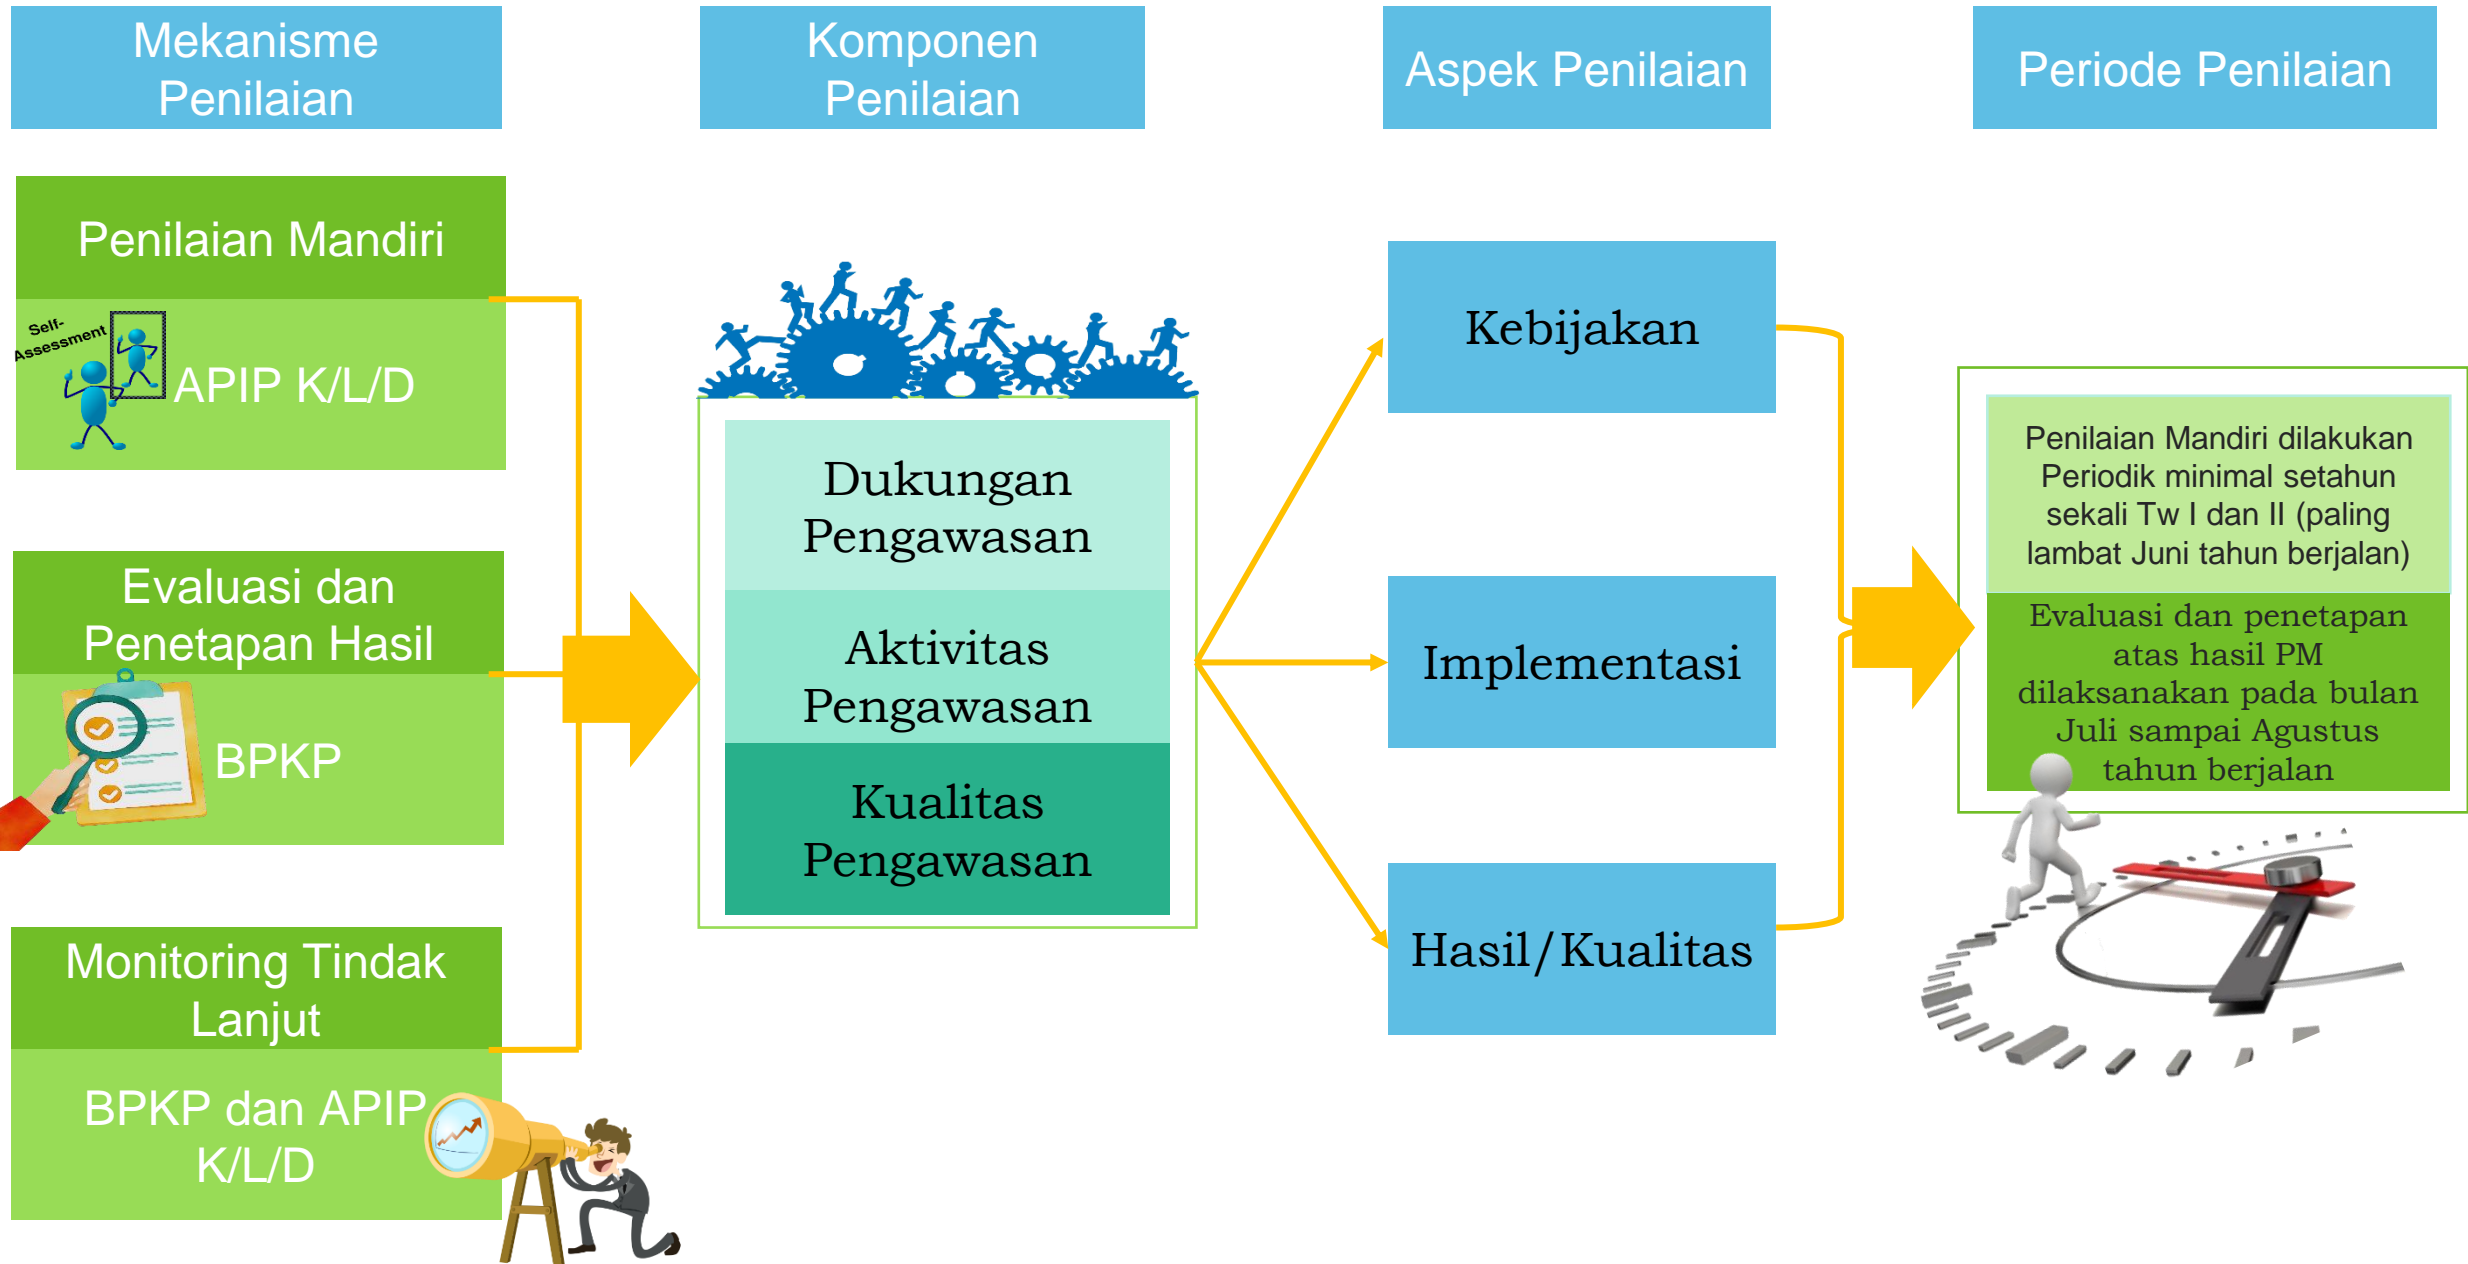 Mekanisme
Penilaian
Komponen
Penilaian
Aspek Penilaian
Periode Penilaian
Penilaian Mandiri
Self-
Assessment
APIP K/L/D
Evaluasi dan
Penetapan Hasil
BPKP
Monitoring Tindak
Lanjut
BPKP dan APIP
K/L/D
Dukungan
Pengawasan
Aktivitas
Pengawasan
Kualitas
Pengawasan
Kebijakan
Implementasi
Hasil/Kualitas
Penilaian Mandiri dilakukan
Periodik minimal setahun
sekali Tw I dan II (paling
lambat Juni tahun berjalan)
Evaluasi dan penetapan
atas hasil PM
dilaksanakan pada bulan
Juli sampai Agustus
tahun berjalan